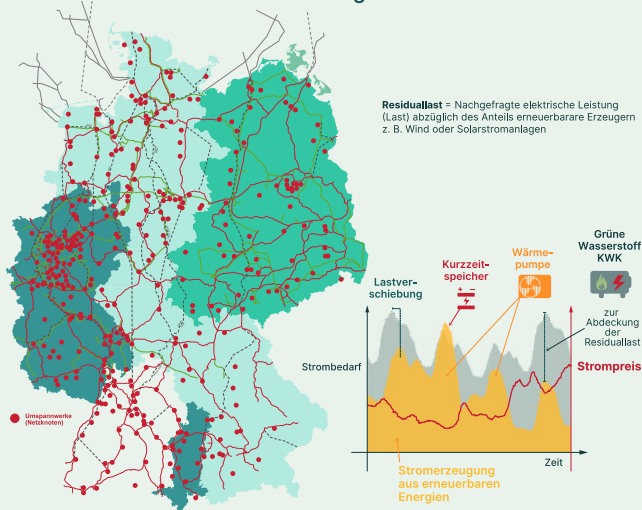 Residuallast = Nachgefragte elektrische Leistung
(Last) abzüglich des Anteils erneuerbarare Erzeugern
z. B. Wind oder Solarstromanlagen
Grüne
Wasserstoff
KWK
Wärme-
pumpe
Kurzzeit-
speicher
+ −
Lastver-
schiebung
zur
Abdeckung
der
Residuallast
Strombedarf
Strompreis
Umspannwerke
(Netzknoten)
Zeit
Stromerzeugung
aus erneuerbaren
Energien